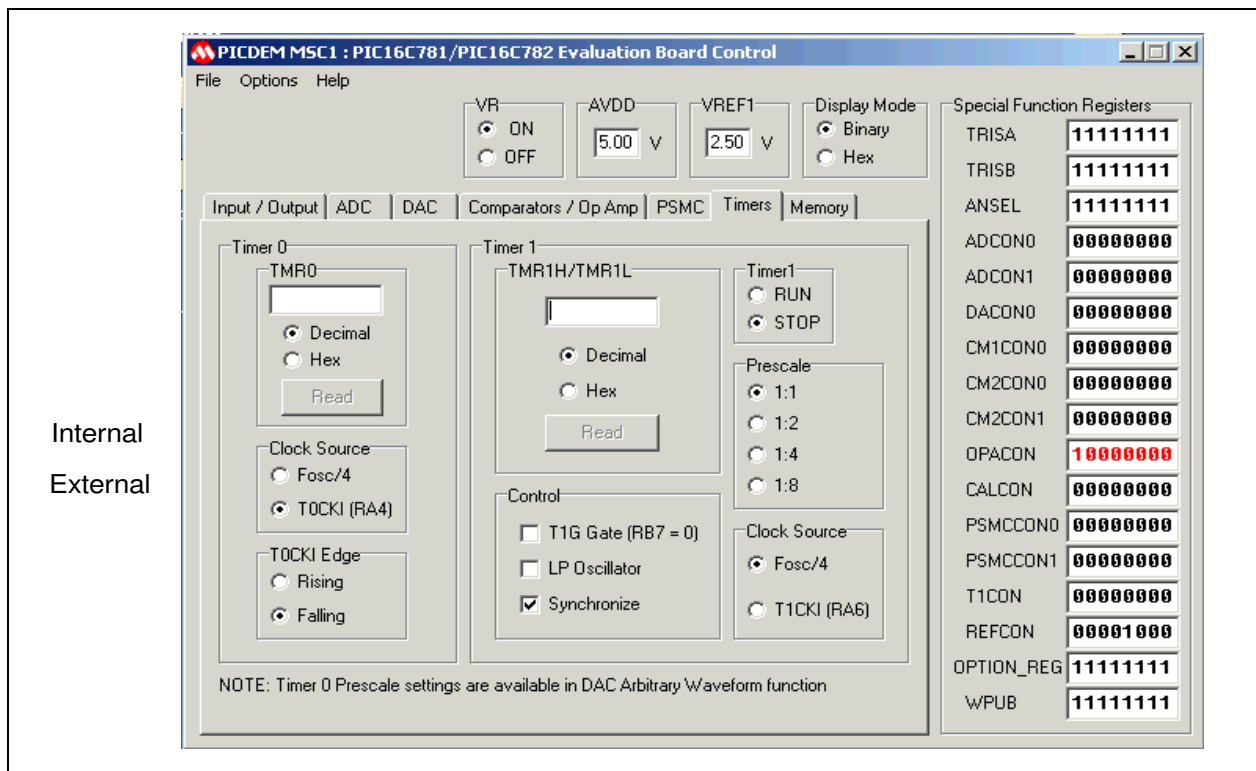 PICDEM MSC1 : PIC16C781/PIC16C782 Evaluation Board Control
File Options Help
VR
ON
OFF
AVDD
5.00 V
VREF1
2.50 V
Display Mode
Binary
Hex
Input / Output ADC DAC Comparators / Op Amp PSMC Timers Memory
Timer 0
TMR0
Decimal
Hex
Read
Internal
External
Clock Source
Fosc/4
T0CKI (RA4)
T0CKI Edge
Rising
Falling
Timer 1
TMR1H/TMR1L
Decimal
Hex
Read
Control
T1G Gate (RB7 = 0)
LP Oscillator
Synchronize
Timer1
RUN
STOP
Prescale
1:1
1:2
1:4
1:8
Clock Source
Fosc/4
T1CKI (RA6)
NOTE: Timer 0 Prescale settings are available in DAC Arbitrary Waveform function
Special Function Registers
TRISA 11111111
TRISB 11111111
ANSEL 11111111
ADCON0 00000000
ADCON1 00000000
DACON0 00000000
CM1CON0 00000000
CM2CON0 00000000
CM2CON1 00000000
OPACON 10000000
CALCON 00000000
PSMCCON0 00000000
PSMCCON1 00000000
T1CON 00000000
REFCON 00001000
OPTION_REG 11111111
WPUB 11111111